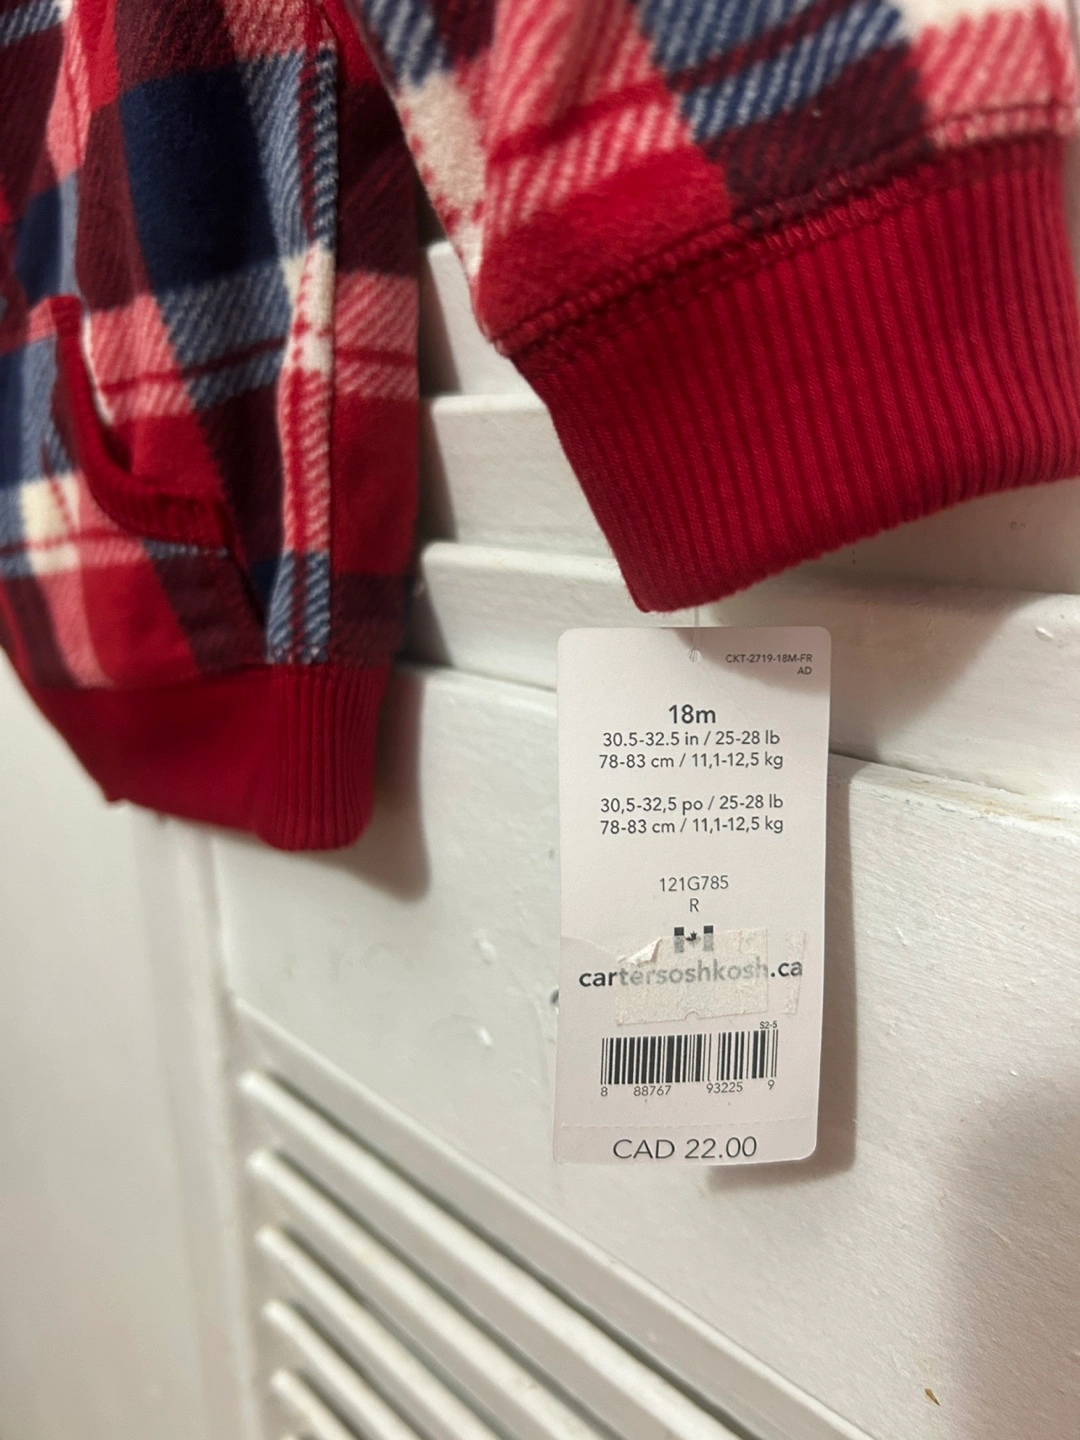 CKT-2719-18M-FR
AD
18m
30.5-32.5 in / 25-28 lb
78-83 cm / 11,1-12,5 kg
30,5-32,5 po / 25-28 lb
78-83 cm / 11,1-12,5 kg
121G785
R
cartersoshkosh.ca
S2-5
8 88767 93225 9
CAD 22.00